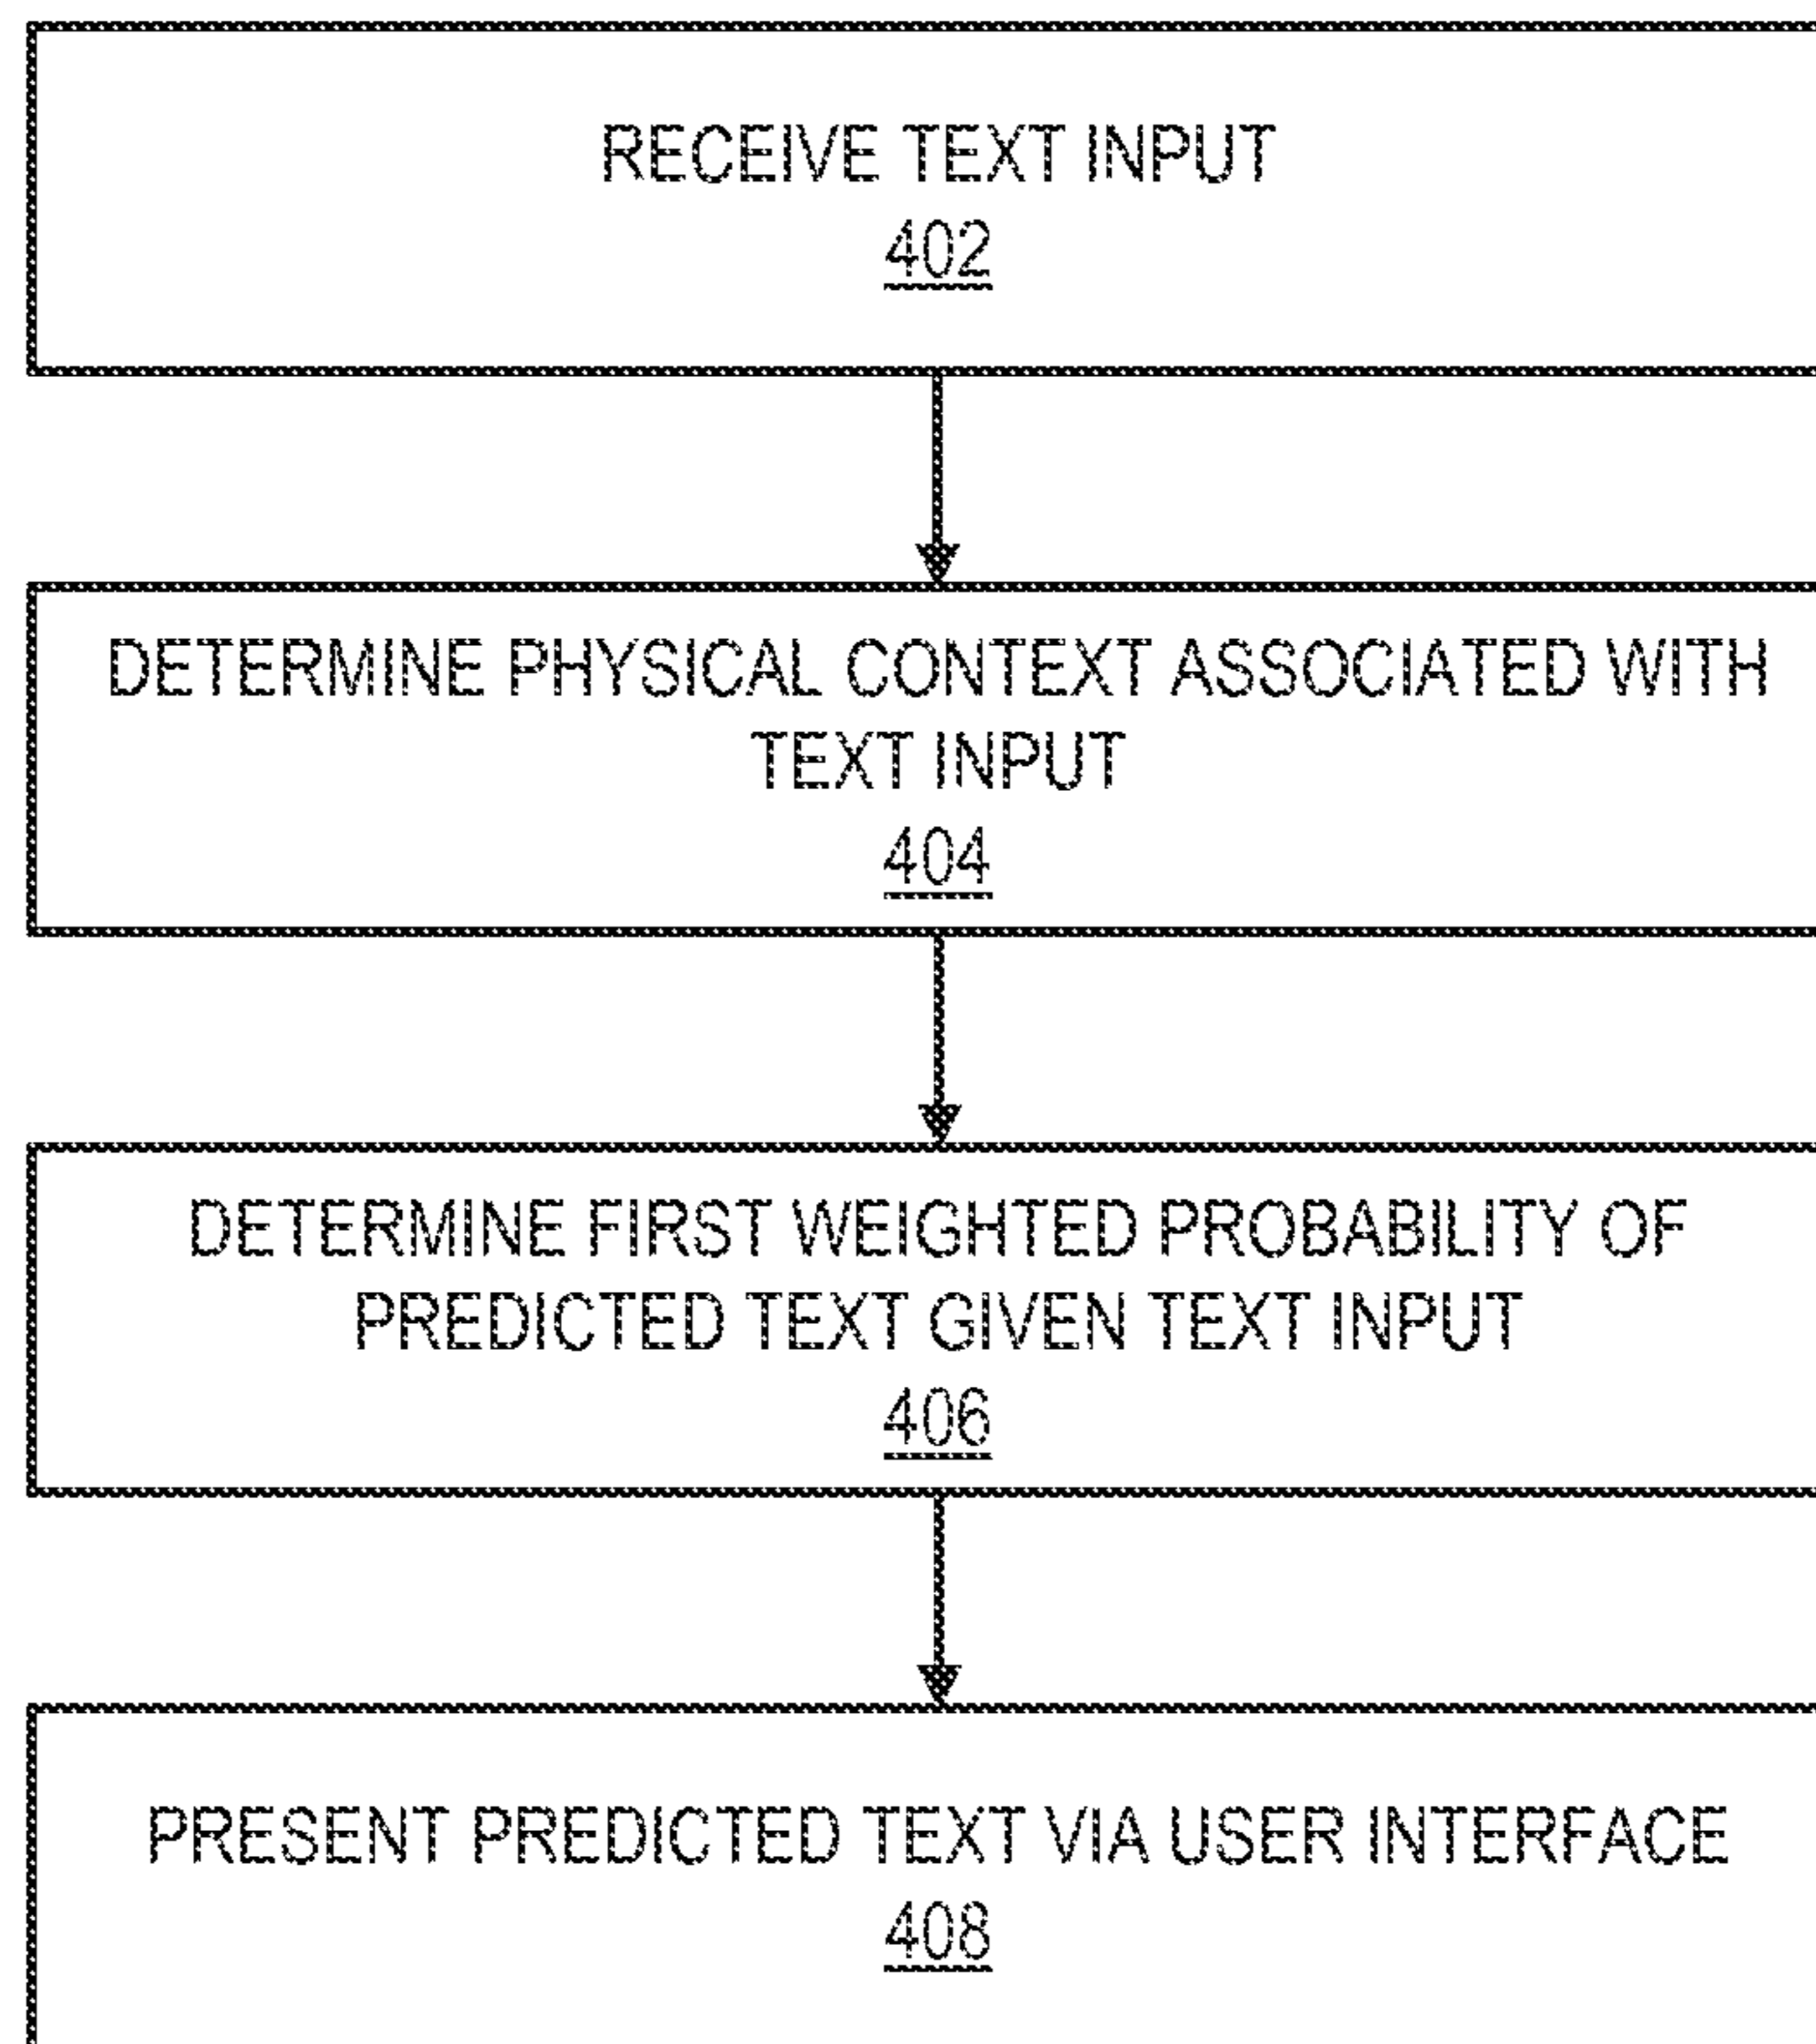 RECEIVE TEXT INPUT
402
DETERMINE PHYSICAL CONTEXT ASSOCIATED WITH
TEXT INPUT
404
DETERMINE FIRST WEIGHTED PROBABILITY OF
PREDICTED TEXT GIVEN TEXT INPUT
406
PRESENT PREDICTED TEXT VIA USER INTERFACE
408